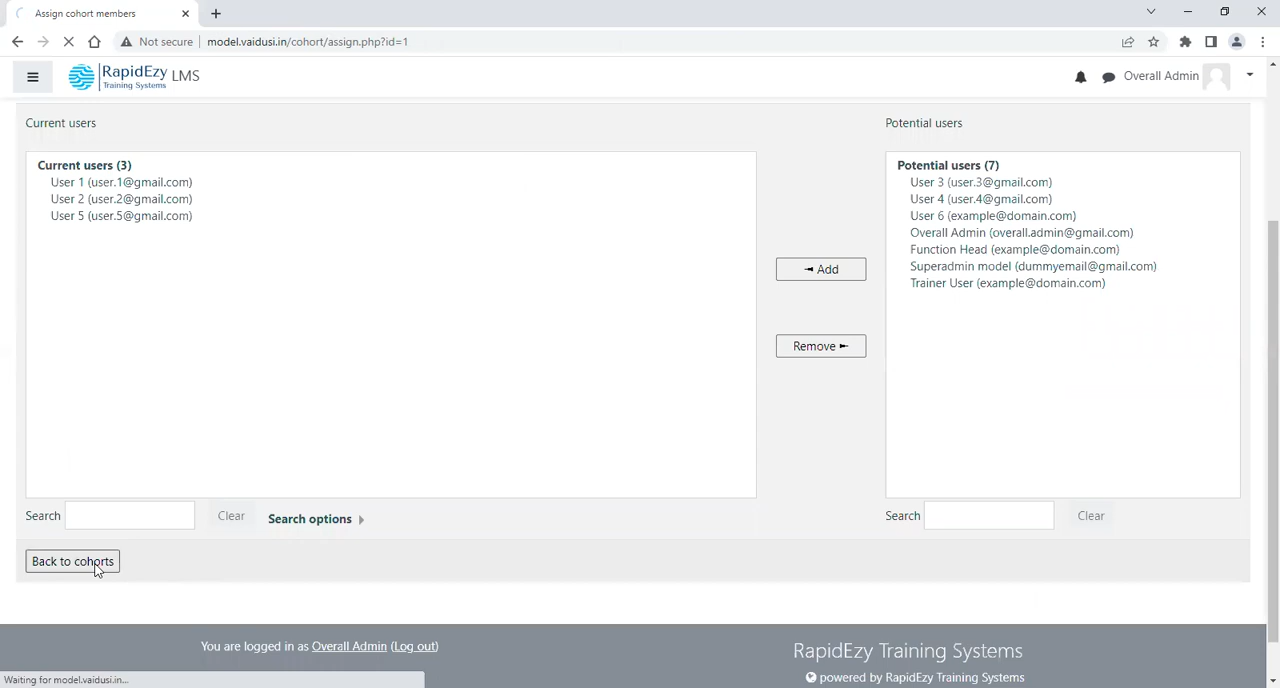 Assign cohort members
Not secure
model.vaidusi.in/cohort/assign.php?id=1
RapidEzy
Training Systems
LMS
Overall Admin
Current users
Potential users
Current users (3)
User 1 (user.1@gmail.com)
User 2 (user.2@gmail.com)
User 5 (user.5@gmail.com)
Add
Remove
Potential users (7)
User 3 (user.3@gmail.com)
User 4 (user.4@gmail.com)
User 6 (example@domain.com)
Overall Admin (overall.admin@gmail.com)
Function Head (example@domain.com)
Superadmin model (dummyemail@gmail.com)
Trainer User (example@domain.com)
Search
Clear
Search options
Search
Clear
Back to cohorts
You are logged in as Overall Admin (Log out)
RapidEzy Training Systems
powered by RapidEzy Training Systems
Waiting for model.vaidusi.in...